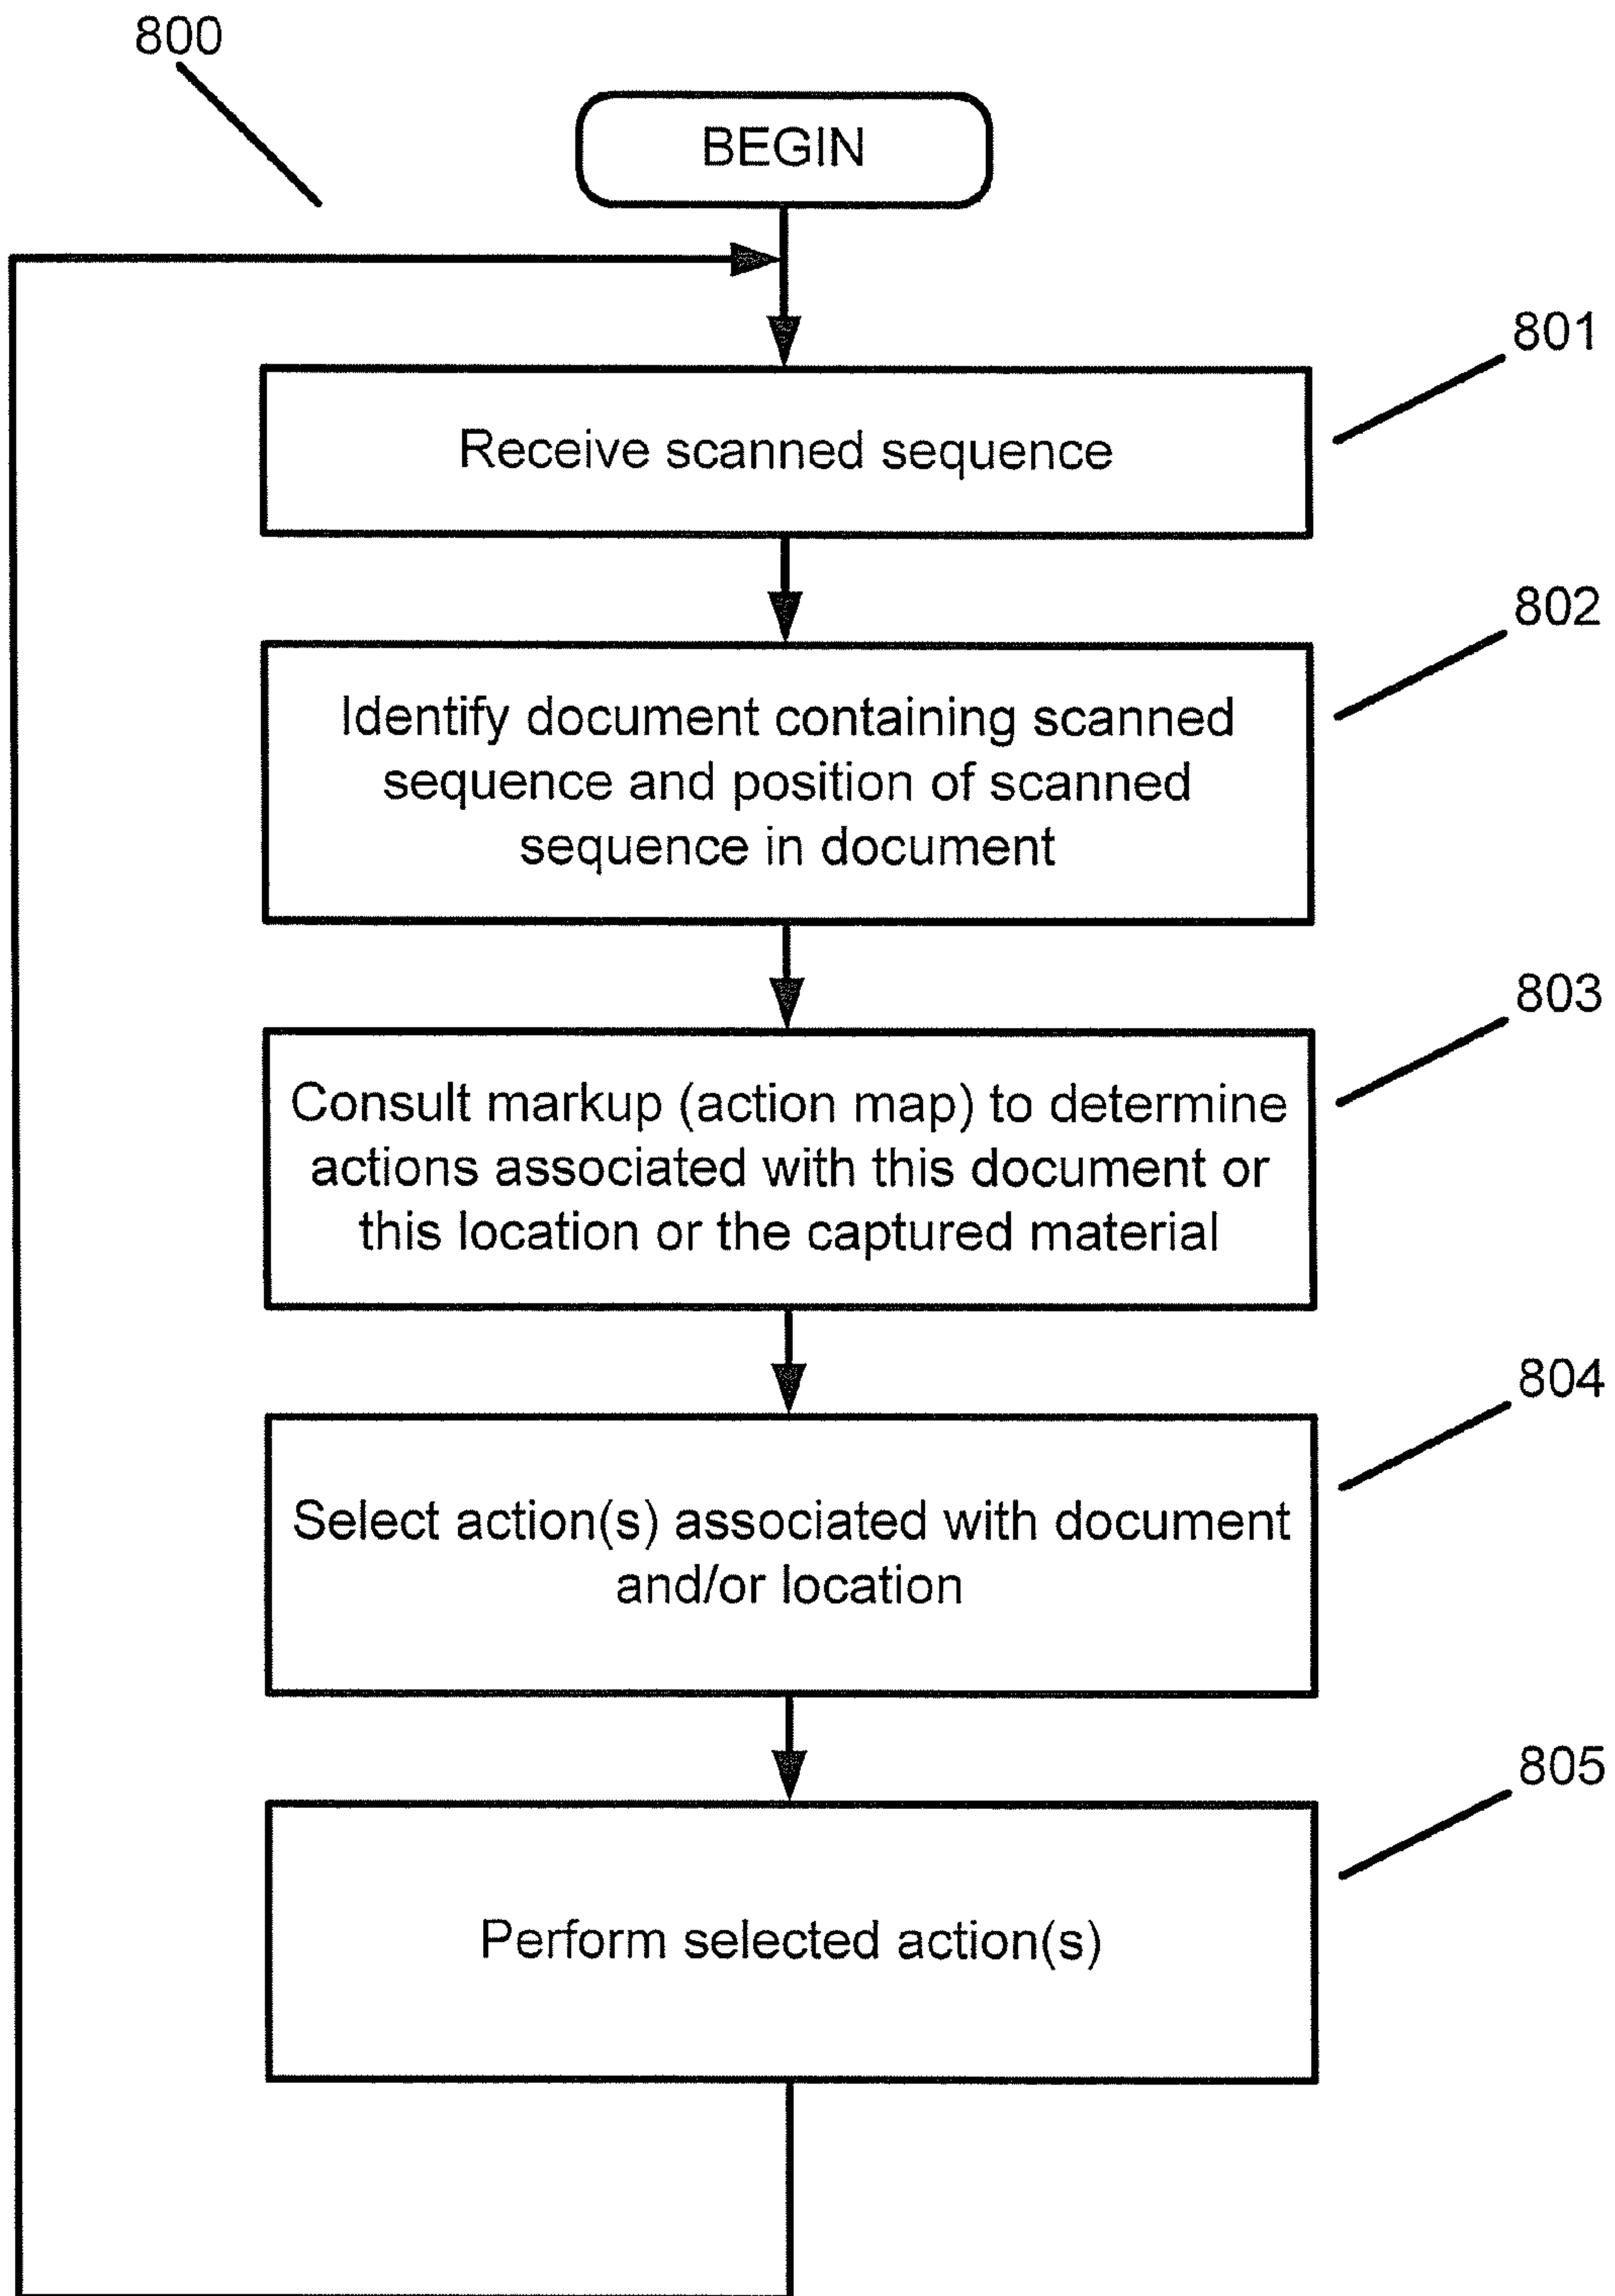 800
BEGIN
801
Receive scanned sequence
802
Identify document containing scanned
sequence and position of scanned
sequence in document
803
Consult markup (action map) to determine
actions associated with this document or
this location or the captured material
804
Select action(s) associated with document
and/or location
805
Perform selected action(s)